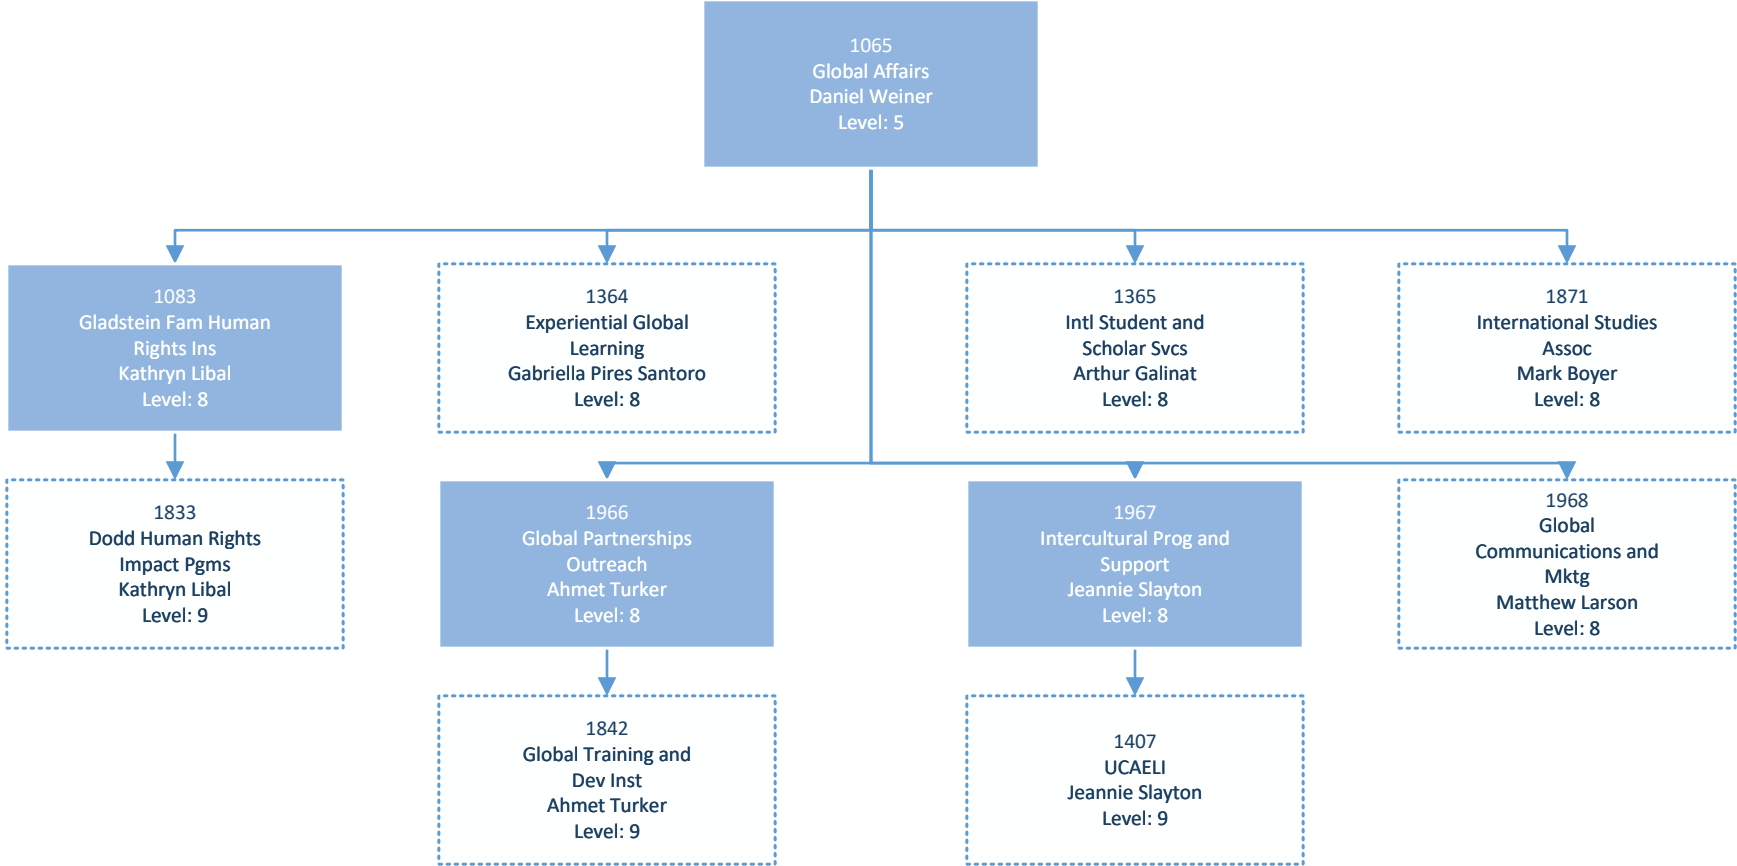 1065
Global Affairs
Daniel Weiner
Level: 5
1083
Gladstein Fam Human
Rights Ins
Kathryn Libal
Level: 8
1364
Experiential Global
Learning
Gabriella Pires Santoro
Level: 8
1365
Intl Student and
Scholar Svcs
Arthur Galinat
Level: 8
1871
International Studies
Assoc
Mark Boyer
Level: 8
1833
Dodd Human Rights
Impact Pgms
Kathryn Libal
Level: 9
1966
Global Partnerships
Outreach
Ahmet Turker
Level: 8
1967
Intercultural Prog and
Support
Jeannie Slayton
Level: 8
1968
Global
Communications and
Mktg
Matthew Larson
Level: 8
1842
Global Training and
Dev Inst
Ahmet Turker
Level: 9
1407
UCAELI
Jeannie Slayton
Level: 9